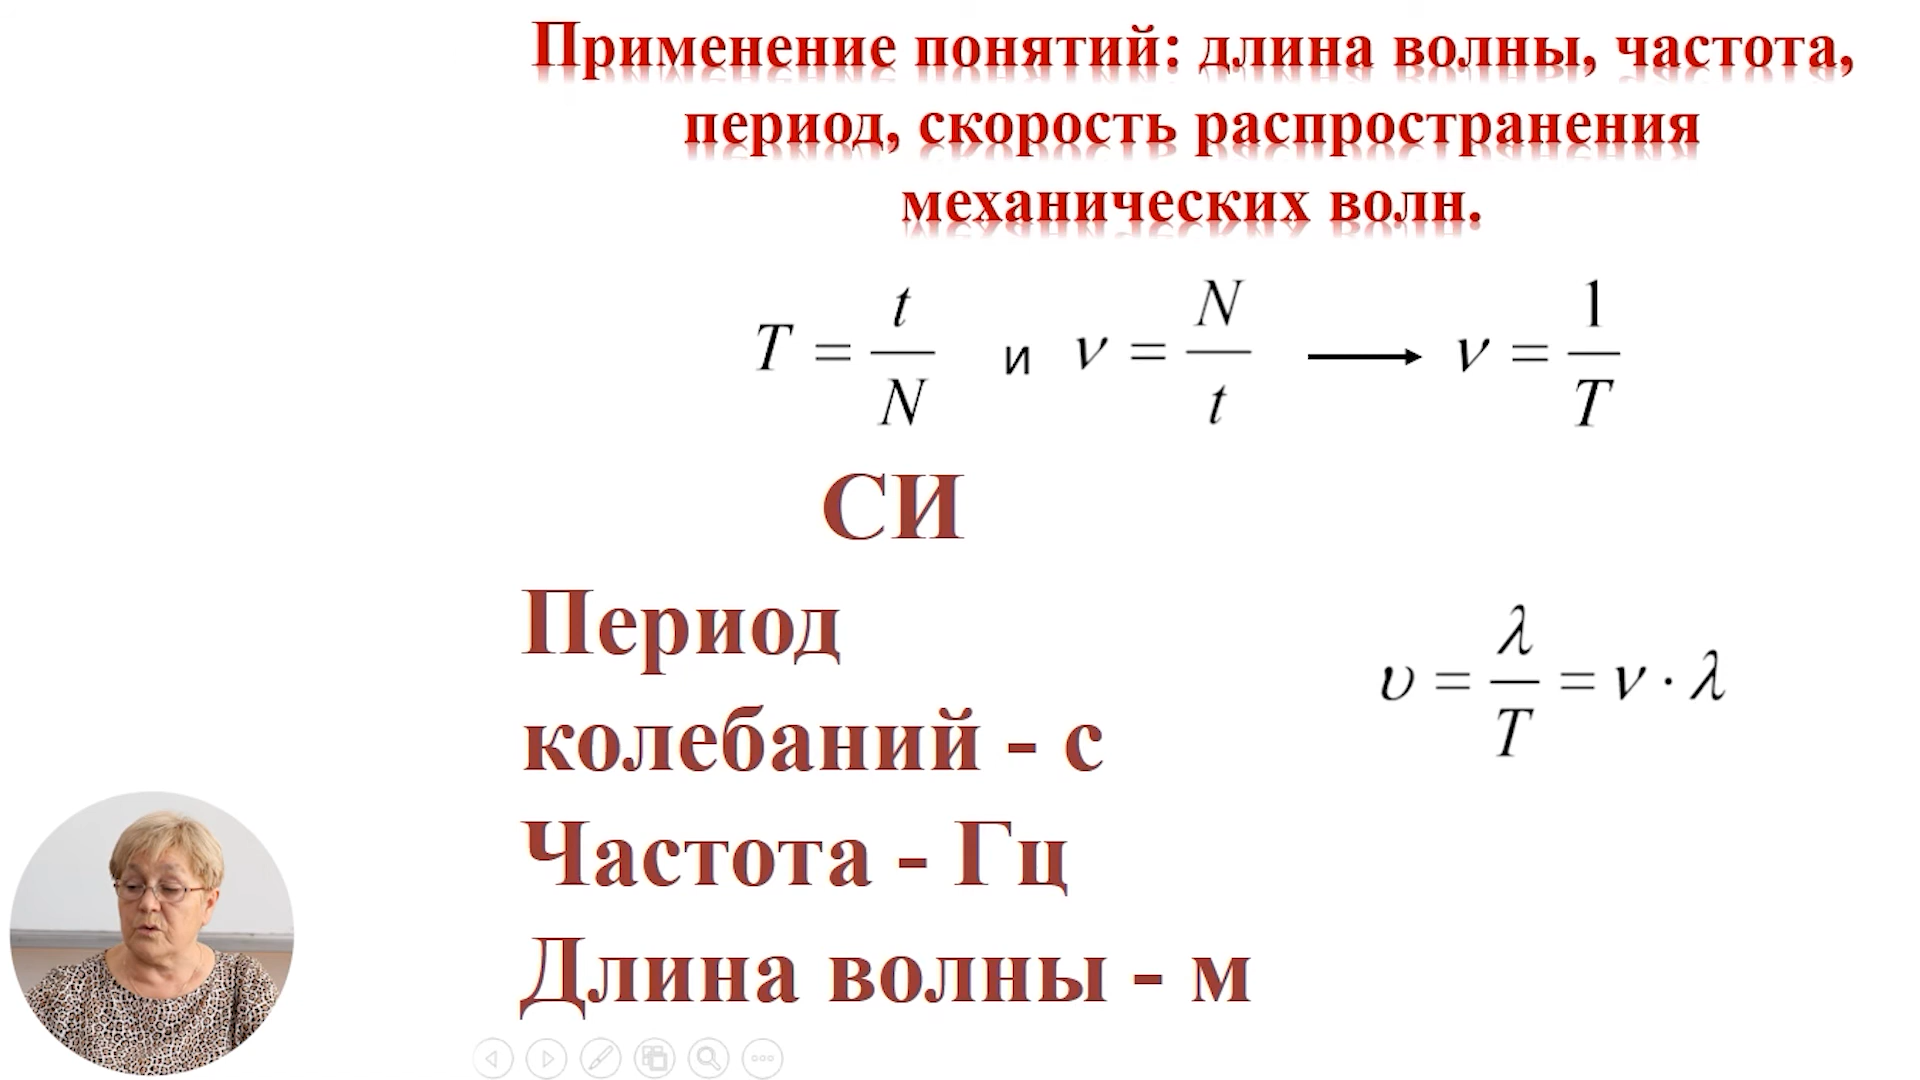 Применение понятий: длина волны, частота,
период, скорость распространения
механических волн.
T = t/N и ν = N/t → ν = 1/T
СИ
Период
колебаний - с
υ = λ/T = ν · λ
Частота - Гц
Длина волны - м